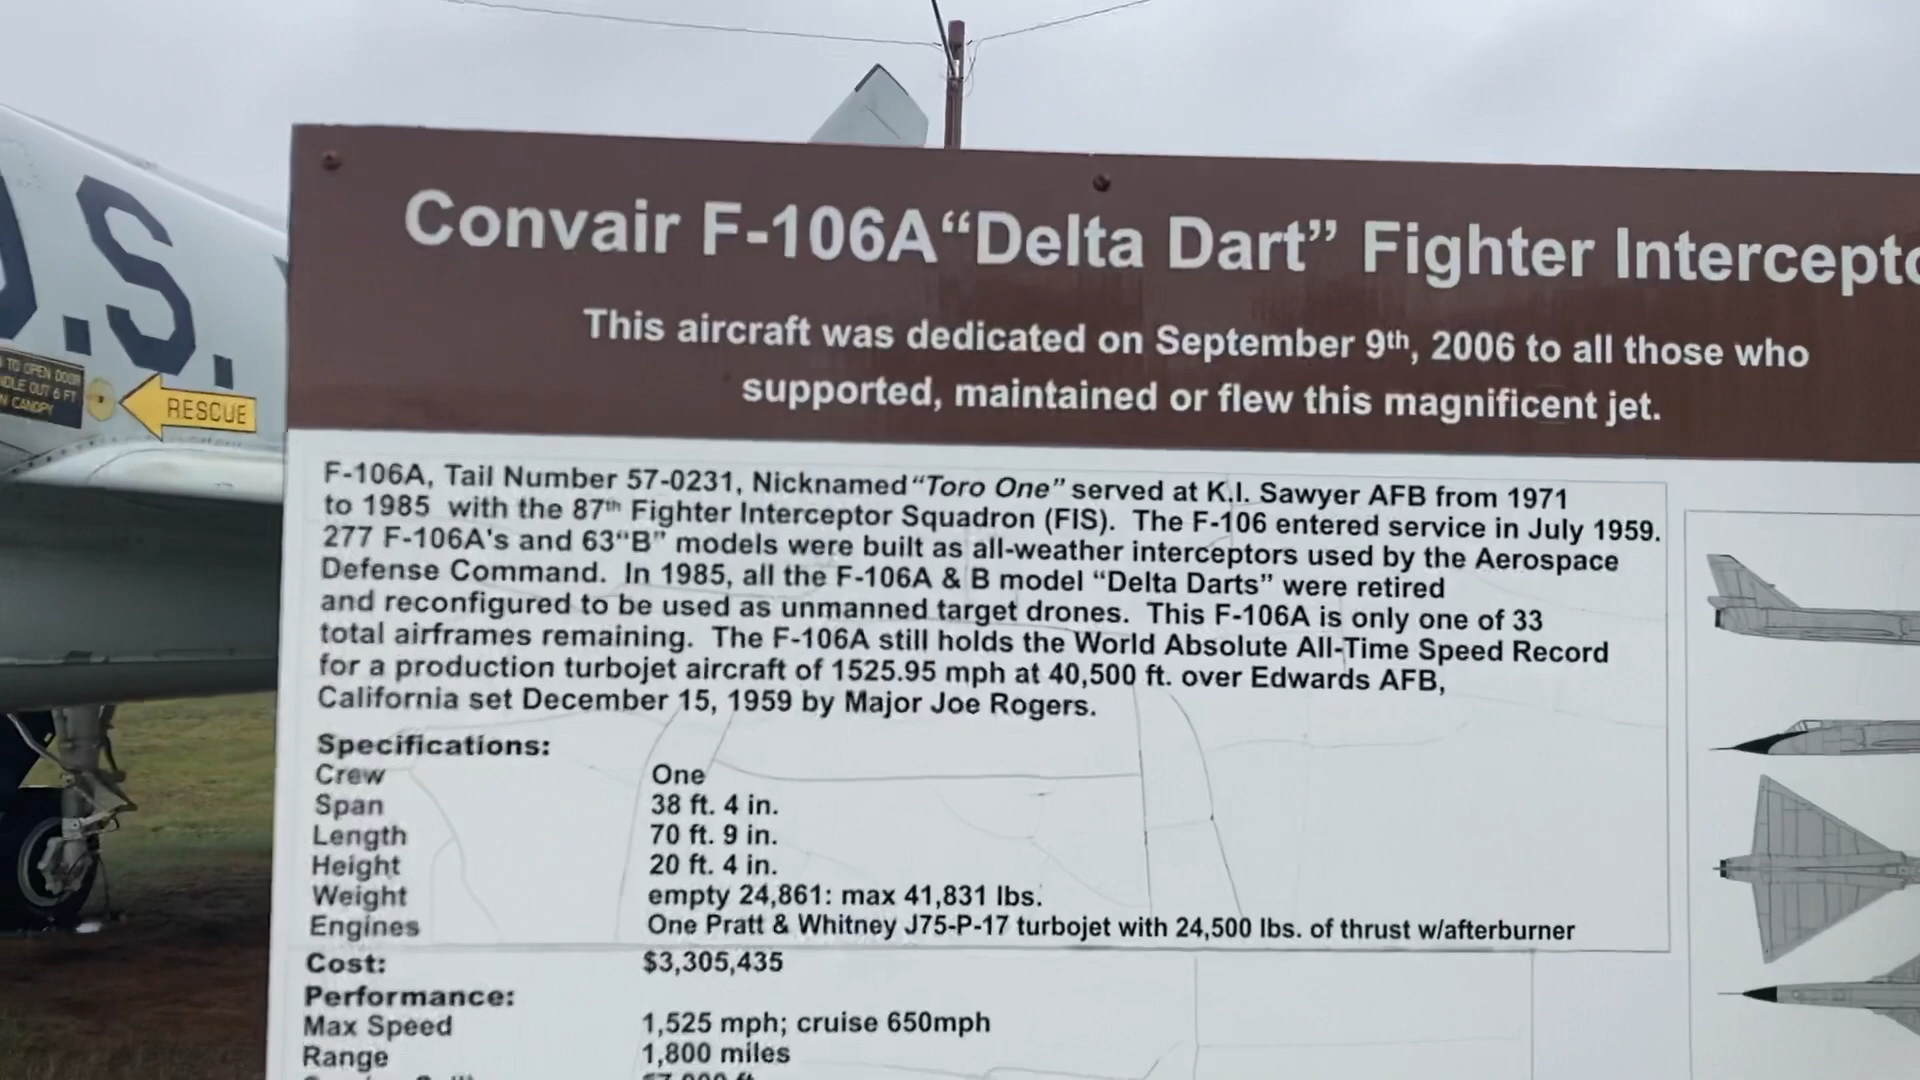 .S.
TO OPEN DOOR
OUT 6 FT
CANOPY
RESCUE
Convair F-106A“Delta Dart” Fighter
This aircraft was dedicated on September 9th, 2006 to all those who
supported, maintained or flew this magnificent jet.
F-106A, Tail Number 57-0231, Nicknamed “Toro One” served at K.I. Sawyer AFB from 1971
to 1985 with the 87th Fighter Interceptor Squadron (FIS). The F-106 entered service in July 1959.
277 F-106A's and 63“B” models were built as all-weather interceptors used by the Aerospace
Defense Command. In 1985, all the F-106A & B model “Delta Darts” were retired
and reconfigured to be used as unmanned target drones. This F-106A is only one of 33
total airframes remaining. The F-106A still holds the World Absolute All-Time Speed Record
for a production turbojet aircraft of 1525.95 mph at 40,500 ft. over Edwards AFB,
California set December 15, 1959 by Major Joe Rogers.
Specifications:
Crew One
Span 38 ft. 4 in.
Length 70 ft. 9 in.
Height 20 ft. 4 in.
Weight empty 24,861: max 41,831 lbs.
Engines One Pratt & Whitney J75-P-17 turbojet with 24,500 lbs. of thrust w/afterburner
Cost: $3,305,435
Performance:
Max Speed 1,525 mph; cruise 650mph
Range 1,800 miles